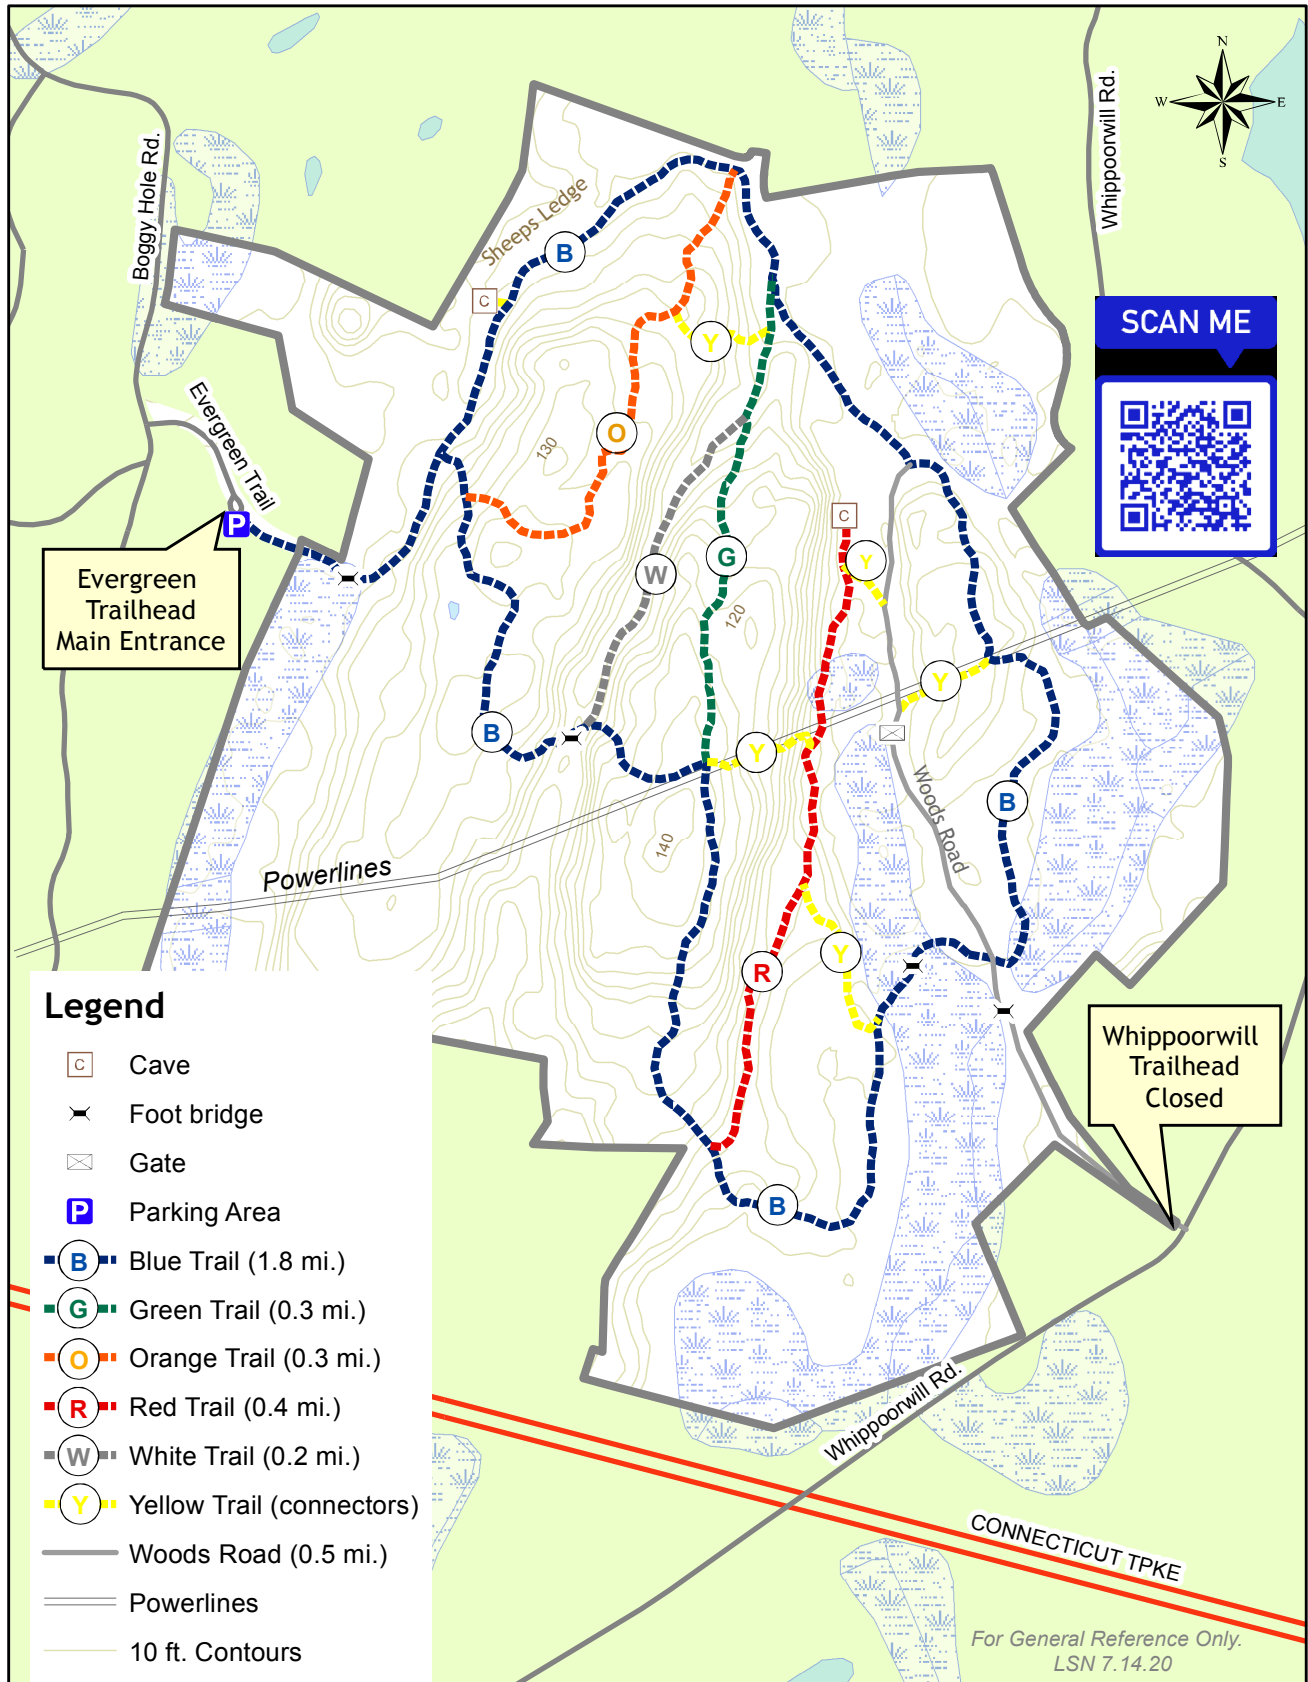 N
W
E
S
Boggy Hole Rd.
Whippoorwill Rd.
Sheeps Ledge
B
C
SCAN ME
Y
Evergreen Trail
O
130
P
C
Evergreen
Trailhead
Main Entrance
G
Y
W
120
Y
B
Y
B
Woods Road
140
Powerlines
Y
R
Whippoorwill
Trailhead
Closed
B
Legend
C Cave
Foot bridge
Gate
P Parking Area
B Blue Trail (1.8 mi.)
G Green Trail (0.3 mi.)
O Orange Trail (0.3 mi.)
R Red Trail (0.4 mi.)
W White Trail (0.2 mi.)
Y Yellow Trail (connectors)
Woods Road (0.5 mi.)
Powerlines
10 ft. Contours
Whippoorwill Rd.
CONNECTICUT TPKE
For General Reference Only.
LSN 7.14.20